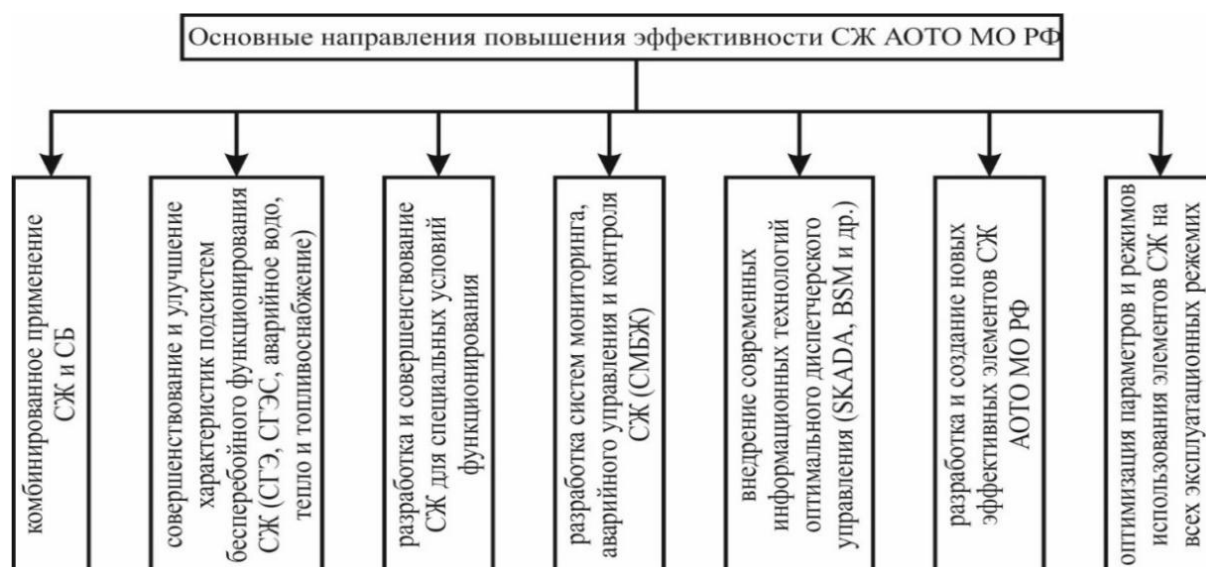 Основные направления повышения эффективности СЖ АОТО МО РФ
комбинированное применение
СЖ и СБ
совершенствование и улучшение
характеристик подсистем
бесперебойного функционирования
СЖ (СГЭ, СГЭС, аварийное водо,
тепло и топливоснабжение)
разработка и совершенствование
СЖ для специальных условий
функционирования
разработка систем мониторинга,
аварийного управления и контроля
СЖ (СМБЖ)
внедрение современных
информационных технологий
оптимального диспетчерского
управления (SKADA, BSM и др.)
разработка и создание новых
эффективных элементов СЖ
АОТО МО РФ
оптимизация параметров и режимов
использования элементов СЖ на
всех эксплуатационных режемих